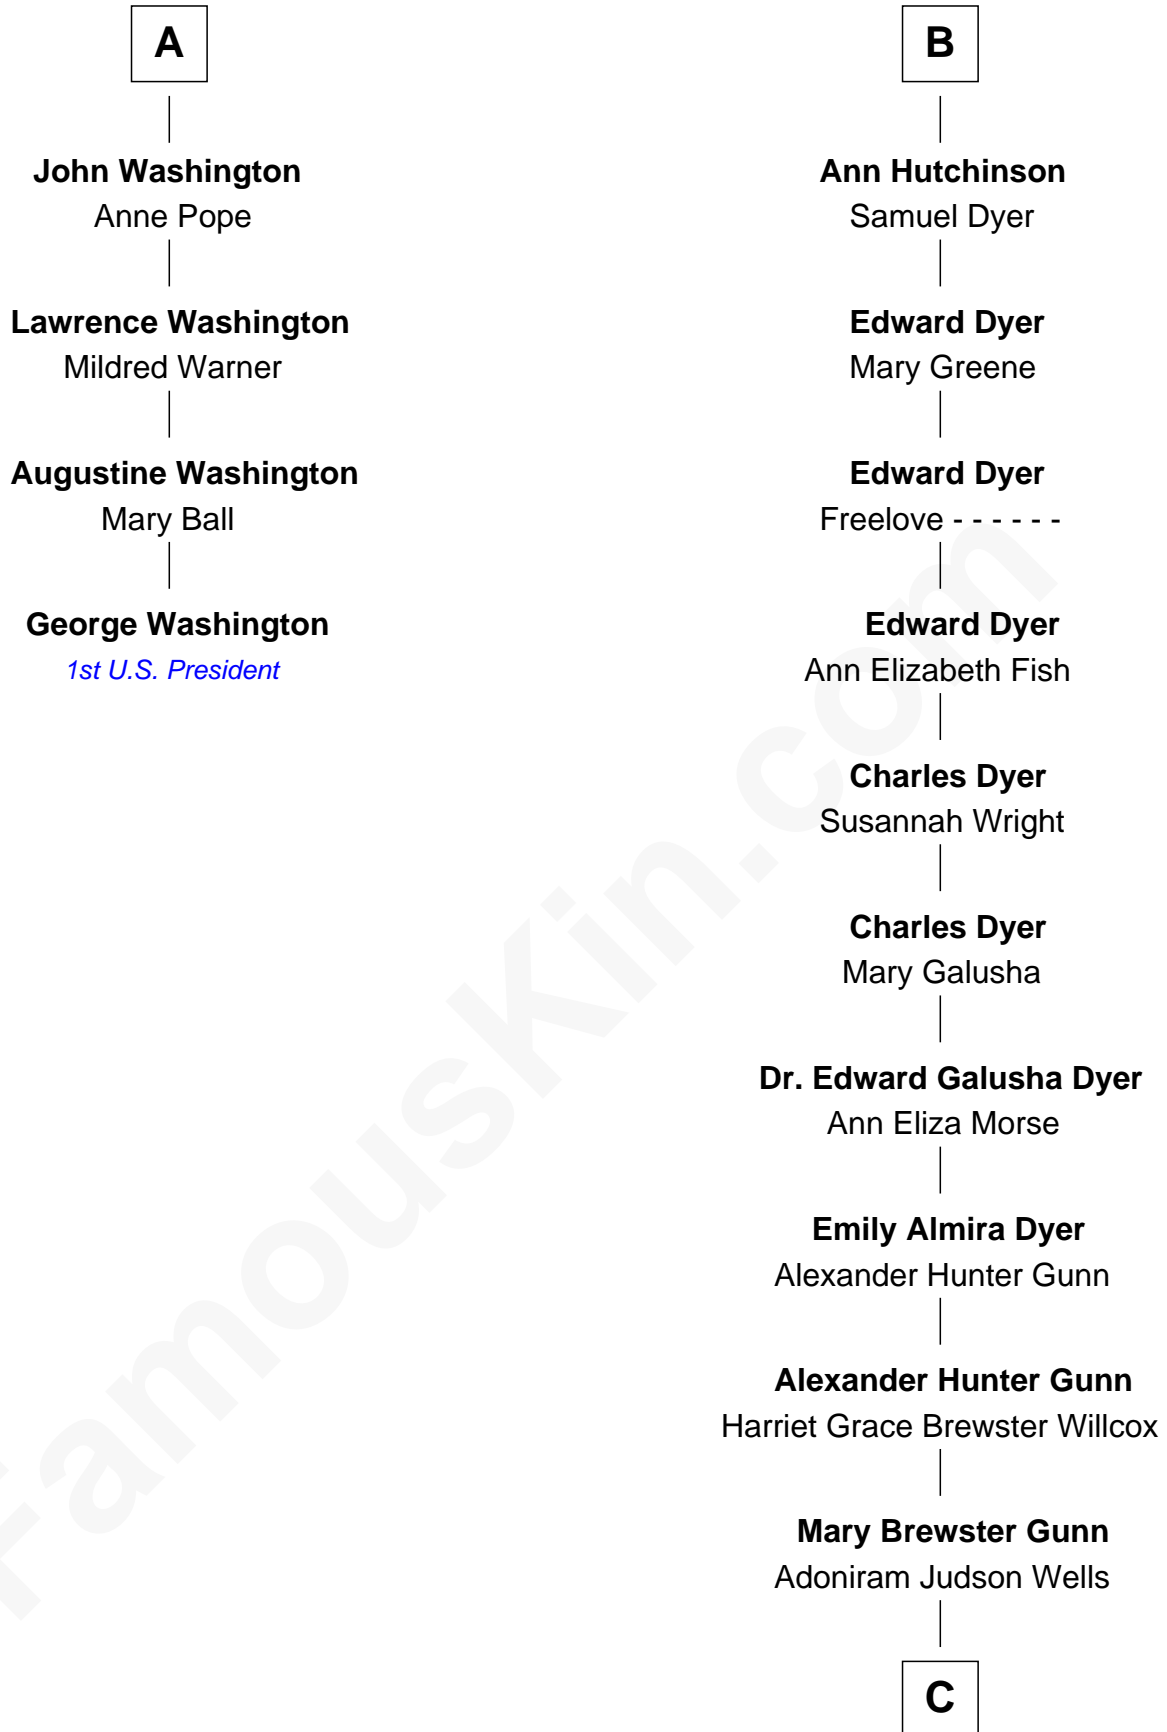 A
John Washington
Anne Pope
Lawrence Washington
Mildred Warner
Augustine Washington
Mary Ball
George Washington
1st U.S. President
B
Ann Hutchinson
Samuel Dyer
Edward Dyer
Mary Greene
Edward Dyer
Freelove - - - - - -
Edward Dyer
Ann Elizabeth Fish
Charles Dyer
Susannah Wright
Charles Dyer
Mary Galusha
Dr. Edward Galusha Dyer
Ann Eliza Morse
Emily Almira Dyer
Alexander Hunter Gunn
Alexander Hunter Gunn
Harriet Grace Brewster Willcox
Mary Brewster Gunn
Adoniram Judson Wells
C
FamousKin.com